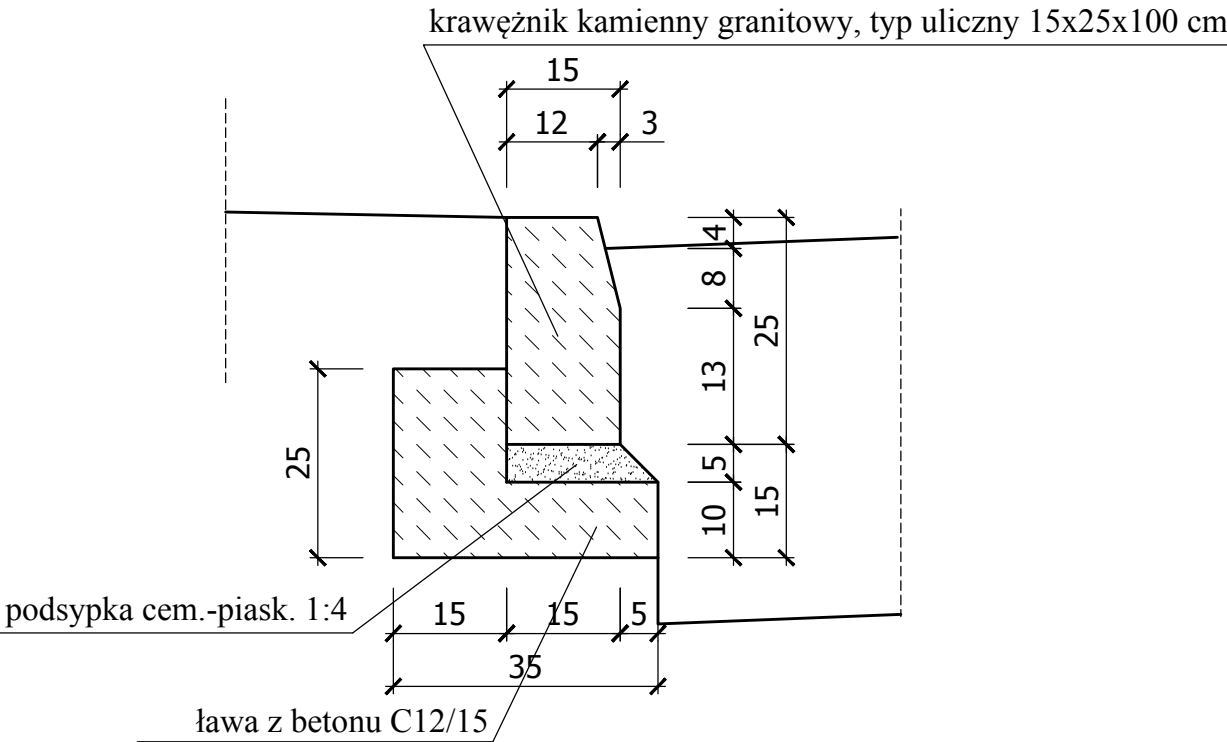 krawężnik kamienny granitowy, typ uliczny 15x25x100 cm
15
12 3
4
8
25
13
25
5
15
10
podsypka cem.-piask. 1:4
15 15 5
35
ława z betonu C12/15